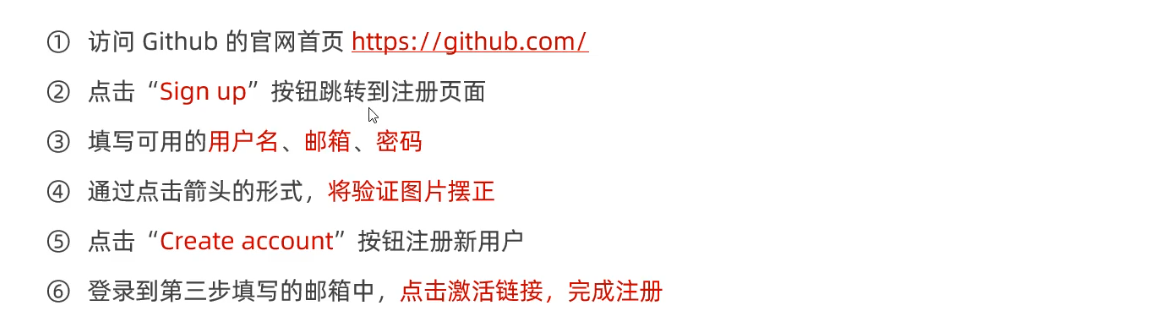 ① 访问 Github 的官网首页 https://github.com/
② 点击“Sign up”按钮跳转到注册页面
③ 填写可用的用户名、邮箱、密码
④ 通过点击箭头的形式，将验证图片摆正
⑤ 点击“Create account”按钮注册新用户
⑥ 登录到第三步填写的邮箱中，点击激活链接，完成注册